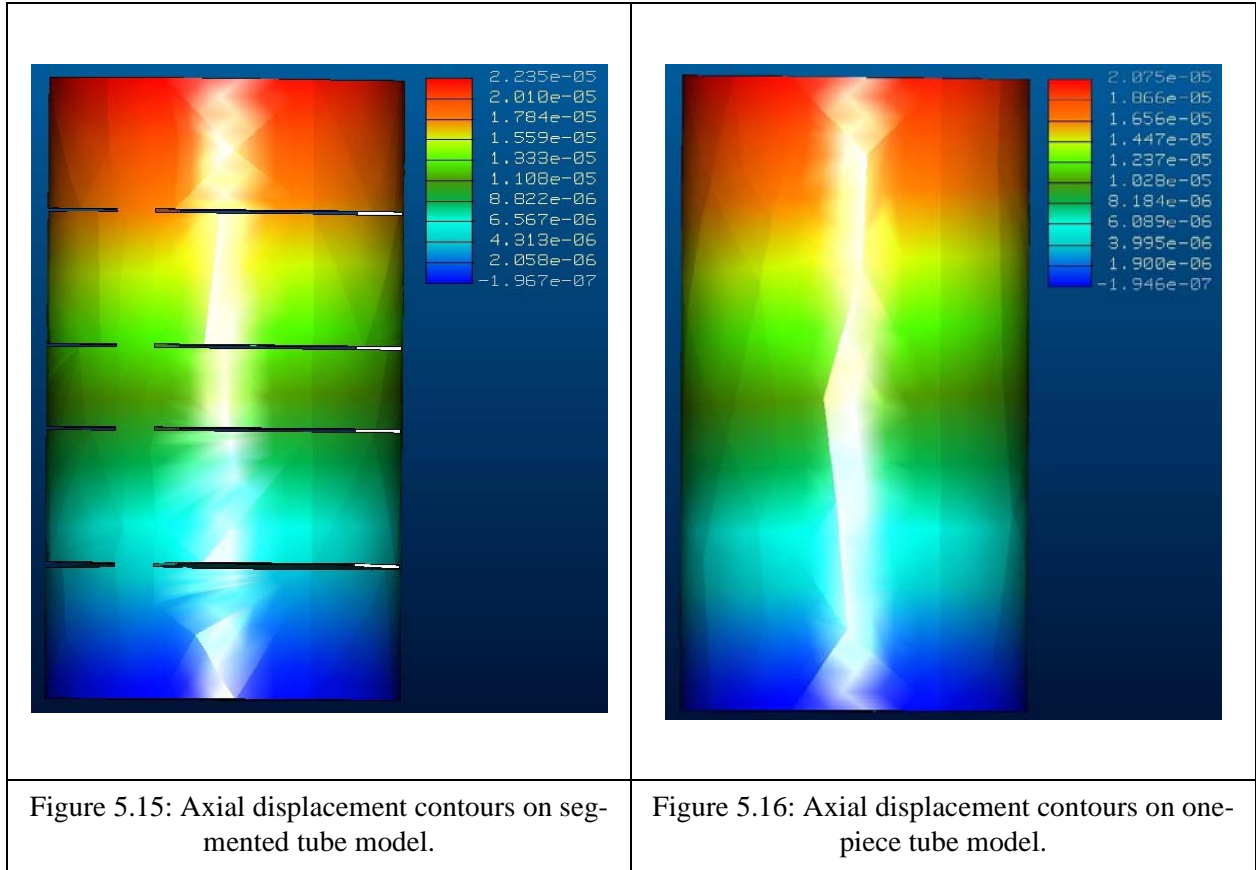 2.235e-05
2.010e-05
1.784e-05
1.559e-05
1.333e-05
1.108e-05
8.822e-06
6.567e-06
4.313e-06
2.058e-06
-1.967e-07
2.075e-05
1.866e-05
1.656e-05
1.447e-05
1.237e-05
1.028e-05
8.184e-06
6.089e-06
3.995e-06
1.900e-06
-1.946e-07
Figure 5.15: Axial displacement contours on seg-
mented tube model.
Figure 5.16: Axial displacement contours on one-
piece tube model.